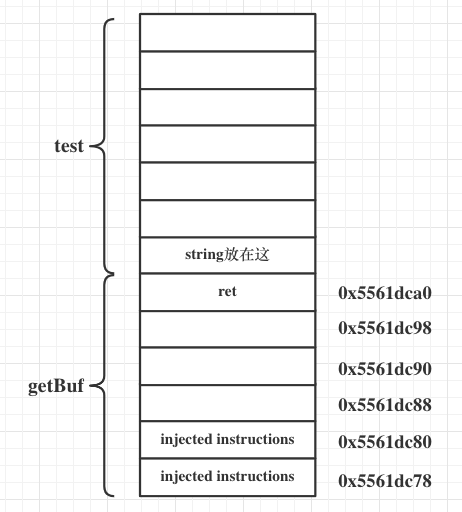 test
string放在这
ret
0x5561dca0
0x5561dc98
0x5561dc90
getBuf
0x5561dc88
injected instructions
0x5561dc80
injected instructions
0x5561dc78